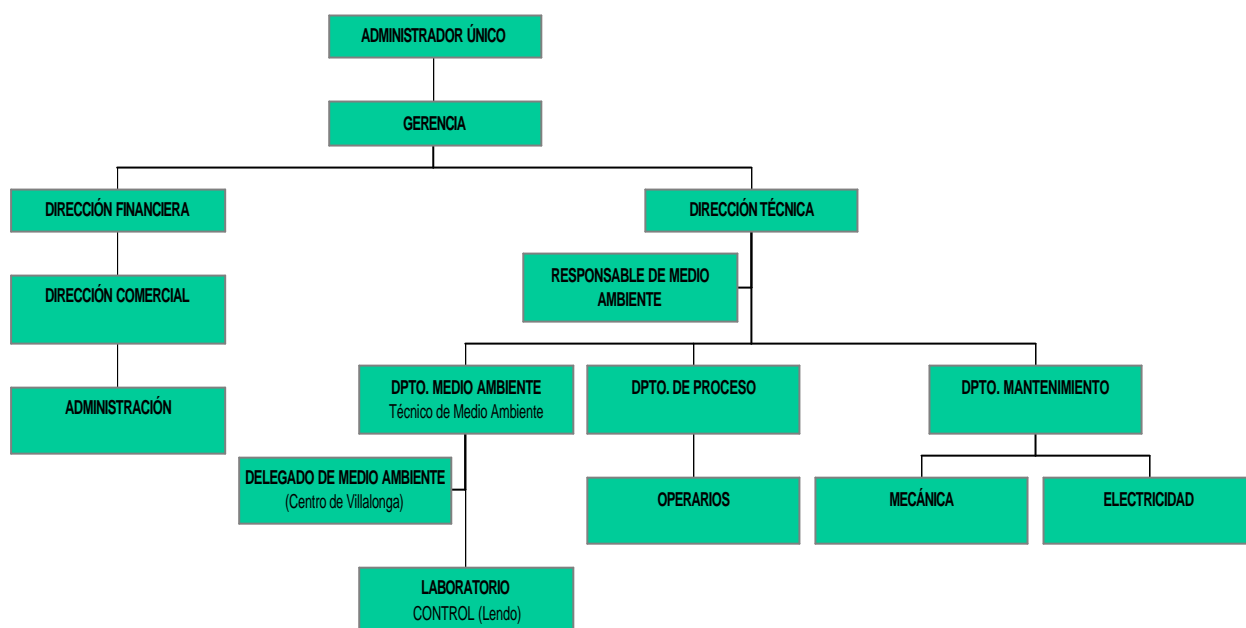 ADMINISTRADOR ÚNICO
GERENCIA
DIRECCIÓN FINANCIERA
DIRECCIÓN TÉCNICA
RESPONSABLE DE MEDIO
AMBIENTE
DIRECCIÓN COMERCIAL
DPTO. MEDIO AMBIENTE
Técnico de Medio Ambiente
DPTO. DE PROCESO
DPTO. MANTENIMIENTO
ADMINISTRACIÓN
DELEGADO DE MEDIO AMBIENTE
(Centro de Villalonga)
OPERARIOS
MECÁNICA
ELECTRICIDAD
LABORATORIO
CONTROL (Lendo)